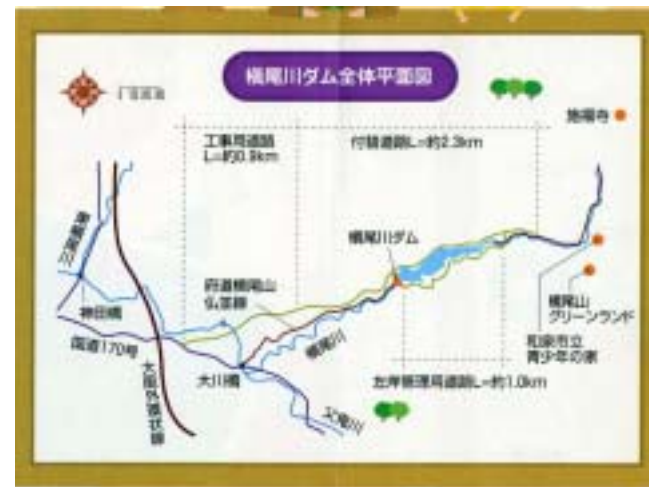 槇尾川ダム全体平面図
施福寺
工事用道路
L=約0.9km
付替道路L=約2.3km
東槇尾川
槇尾川ダム
府道槇尾山
仏並線
神田橋
槇尾川
国道170号
大川橋
大阪外環状線
父鬼川
左岸管理用道路L=約1.0km
槇尾山
グリーンランド
和泉市立
青少年の家